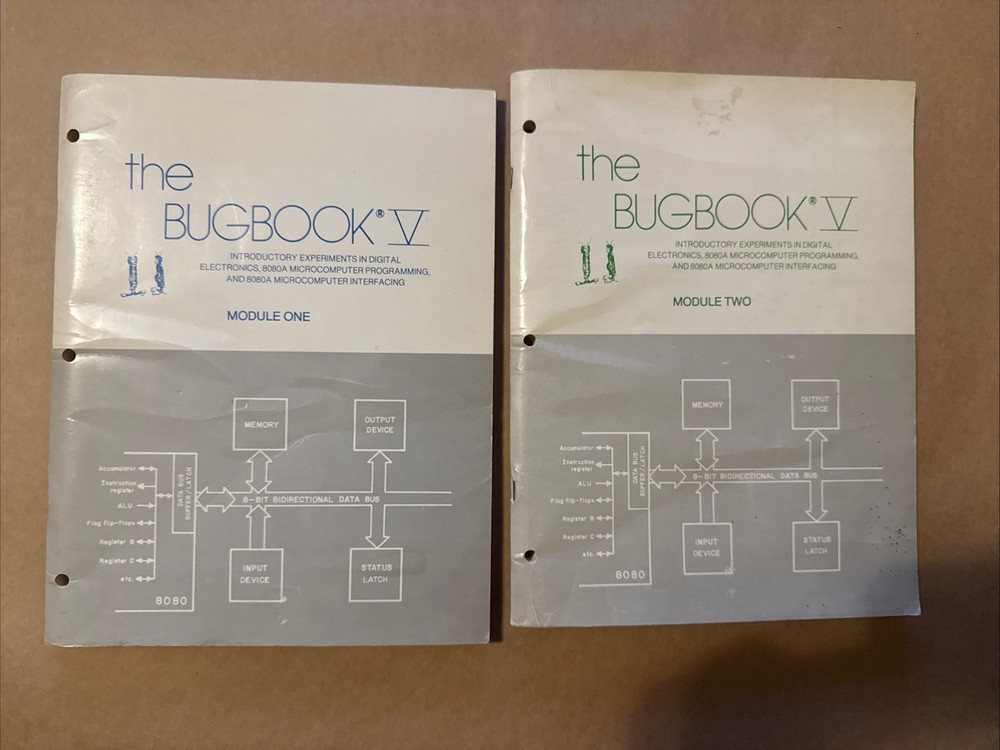 the
BUGBOOK® V
INTRODUCTORY EXPERIMENTS IN DIGITAL
ELECTRONICS, 8080A MICROCOMPUTER PROGRAMMING,
AND 8080A MICROCOMPUTER INTERFACING
MODULE ONE
MEMORY
OUTPUT
DEVICE
Accumulator
Instruction
register
ALU
Flag flip-flops
Register B
Register C
etc.
DATA BUS
BUFFER/LATCH
8-BIT BIDIRECTIONAL DATA BUS
INPUT
DEVICE
STATUS
LATCH
8080
the
BUGBOOK® V
INTRODUCTORY EXPERIMENTS IN DIGITAL
ELECTRONICS, 8080A MICROCOMPUTER PROGRAMMING,
AND 8080A MICROCOMPUTER INTERFACING
MODULE TWO
MEMORY
OUTPUT
DEVICE
Accumulator
Instruction
register
ALU
Flag flip-flops
Register B
Register C
etc.
DATA BUS
BUFFER/LATCH
8-BIT BIDIRECTIONAL DATA BUS
INPUT
DEVICE
STATUS
LATCH
8080